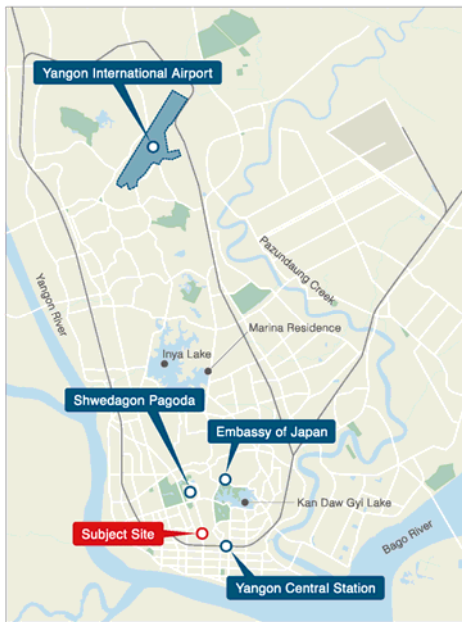 Yangon International Airport
Pazundaung Creek
Yangon River
Marina Residence
Inya Lake
Shwedagon Pagoda
Embassy of Japan
Kan Daw Gyi Lake
Subject Site
Bago River
Yangon Central Station